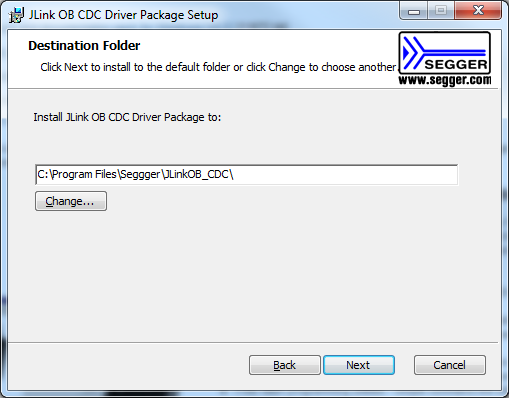 JLink OB CDC Driver Package Setup
Destination Folder
Click Next to install to the default folder or click Change to choose another.
SEGGER
www.segger.com
Install JLink OB CDC Driver Package to:
C:\Program Files\Seggger\JLinkOB_CDC\
Change...
Back
Next
Cancel